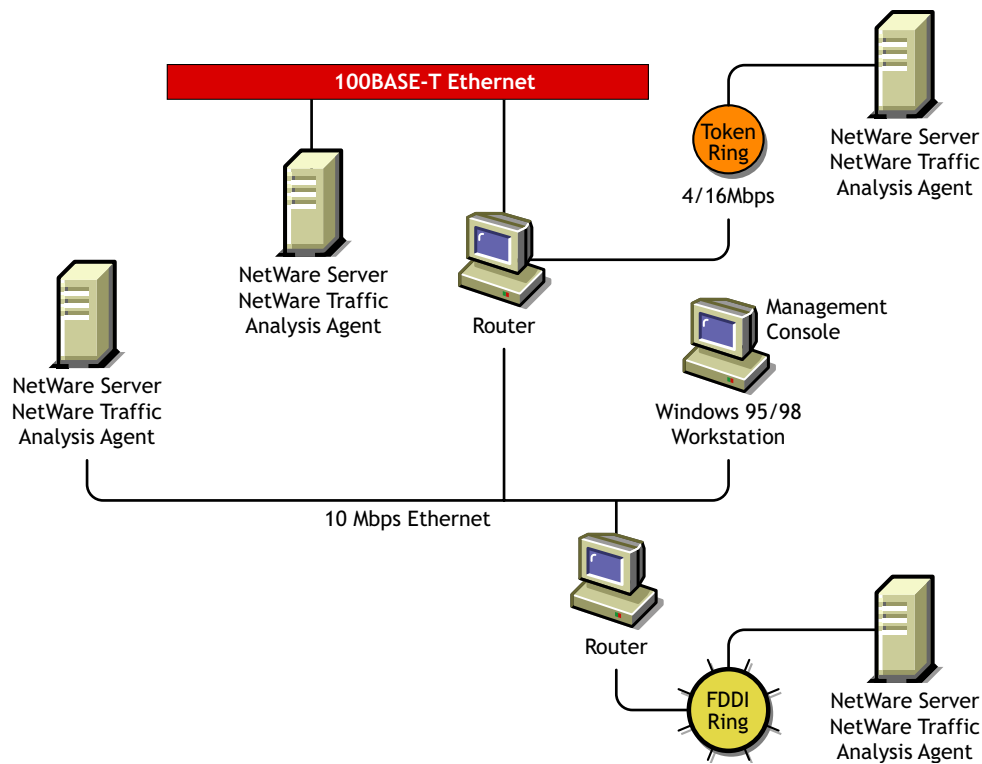 100BASE-T Ethernet
Token
Ring
4/16Mbps
NetWare Server
NetWare Traffic
Analysis Agent
NetWare Server
NetWare Traffic
Analysis Agent
Router
Management
Console
NetWare Server
NetWare Traffic
Analysis Agent
Windows 95/98
Workstation
10 Mbps Ethernet
Router
FDDI
Ring
NetWare Server
NetWare Traffic
Analysis Agent